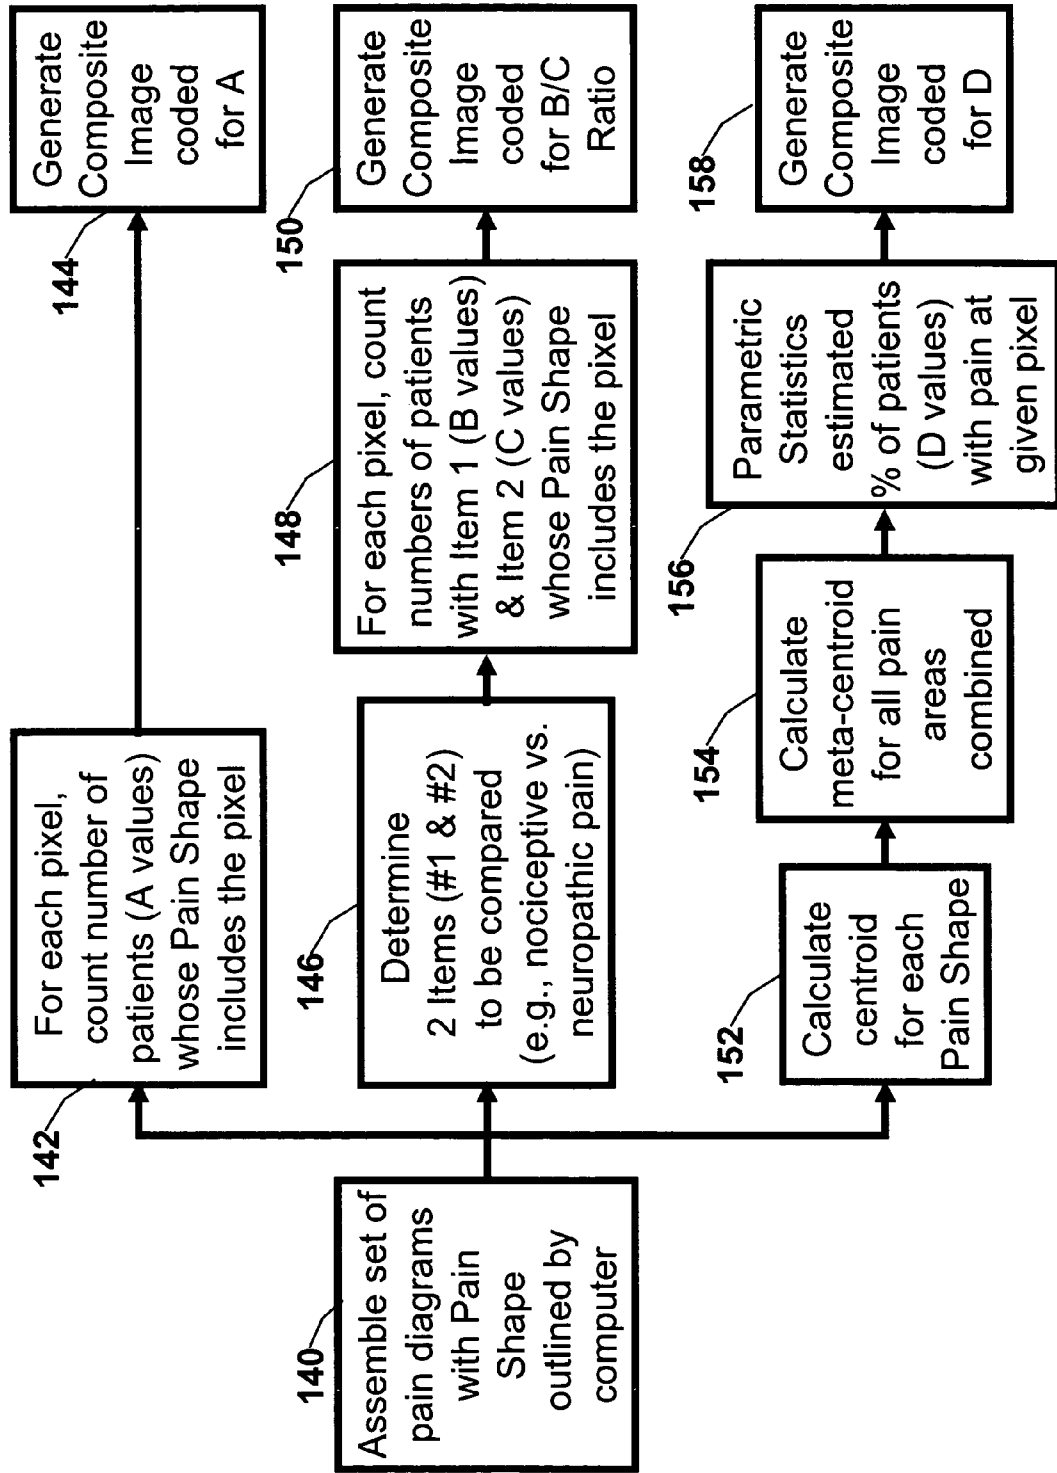 140
Assemble set of
pain diagrams
with Pain
Shape
outlined by
computer
142
For each pixel,
count number of
patients (A values)
whose Pain Shape
includes the pixel
144
Generate
Composite
Image
coded
for A
146
Determine
2 Items (#1 & #2)
to be compared
(e.g., nociceptive vs.
neuropathic pain)
148
For each pixel, count
numbers of patients
with Item 1 (B values)
& Item 2 (C values)
whose Pain Shape
includes the pixel
150
Generate
Composite
Image
coded
for B/C
Ratio
152
Calculate
centroid
for each
Pain Shape
154
Calculate
meta-centroid
for all pain
areas
combined
156
Parametric
Statistics
estimated
% of patients
(D values)
with pain at
given pixel
158
Generate
Composite
Image
coded
for D